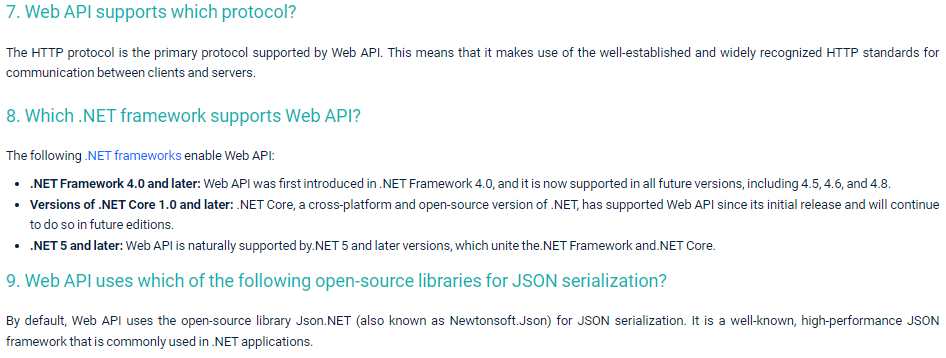 7. Web API supports which protocol?
The HTTP protocol is the primary protocol supported by Web API. This means that it makes use of the well-established and widely recognized HTTP standards for
communication between clients and servers.
8. Which .NET framework supports Web API?
The following .NET frameworks enable Web API:
• .NET Framework 4.0 and later: Web API was first introduced in .NET Framework 4.0, and it is now supported in all future versions, including 4.5, 4.6, and 4.8.
• Versions of .NET Core 1.0 and later: .NET Core, a cross-platform and open-source version of .NET, has supported Web API since its initial release and will continue
to do so in future editions.
• .NET 5 and later: Web API is naturally supported by.NET 5 and later versions, which unite the.NET Framework and.NET Core.
9. Web API uses which of the following open-source libraries for JSON serialization?
By default, Web API uses the open-source library Json.NET (also known as Newtonsoft.Json) for JSON serialization. It is a well-known, high-performance JSON
framework that is commonly used in .NET applications.